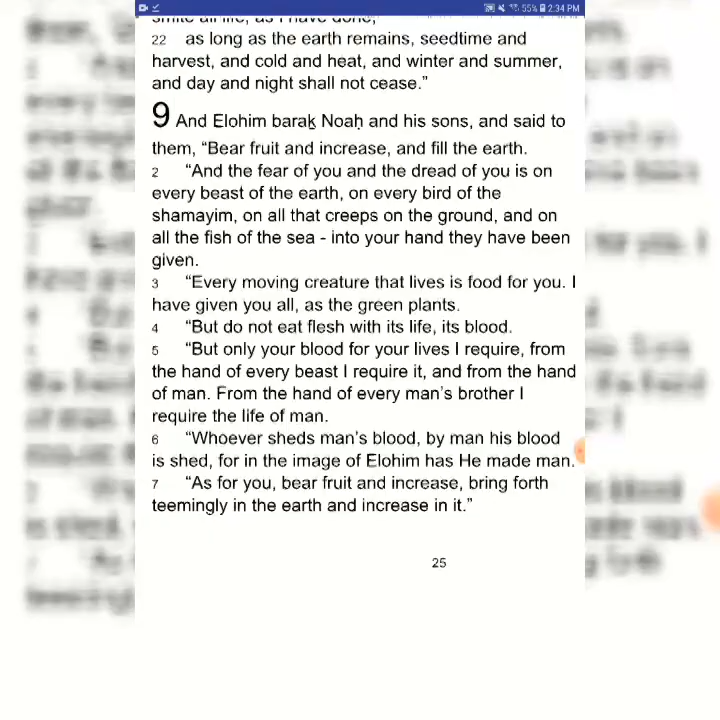 55% 2:34 PM
smite all life, as I have done,
22 as long as the earth remains, seedtime and
harvest, and cold and heat, and winter and summer,
and day and night shall not cease.”
9 And Elohim baraḵ Noaḥ and his sons, and said to
them, “Bear fruit and increase, and fill the earth.
2 “And the fear of you and the dread of you is on
every beast of the earth, on every bird of the
shamayim, on all that creeps on the ground, and on
all the fish of the sea - into your hand they have been
given.
3 “Every moving creature that lives is food for you. I
have given you all, as the green plants.
4 “But do not eat flesh with its life, its blood.
5 “But only your blood for your lives I require, from
the hand of every beast I require it, and from the hand
of man. From the hand of every man’s brother I
require the life of man.
6 “Whoever sheds man’s blood, by man his blood
is shed, for in the image of Elohim has He made man.
7 “As for you, bear fruit and increase, bring forth
teemingly in the earth and increase in it.”
25